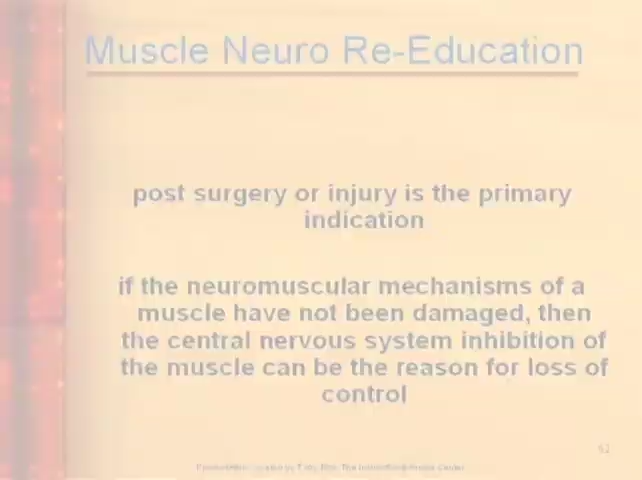 Muscle Neuro Re-Education
post surgery or injury is the primary
indication
if the neuromuscular mechanisms of a
muscle have not been damaged, then
the central nervous system inhibition of
the muscle can be the reason for loss of
control